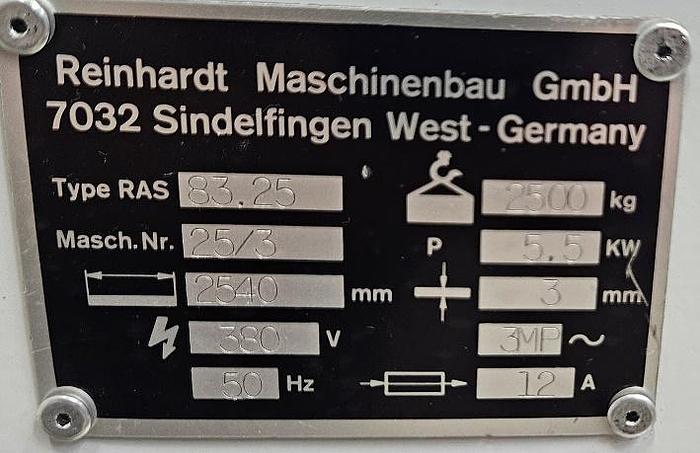 Reinhardt Maschinenbau GmbH
7032 Sindelfingen West-Germany
Type RAS 83.25 2500 kg
Masch.Nr. 25/3 P 5.5 KW
2540 mm 3 mm
380 V 3MP ~
50 Hz 12 A